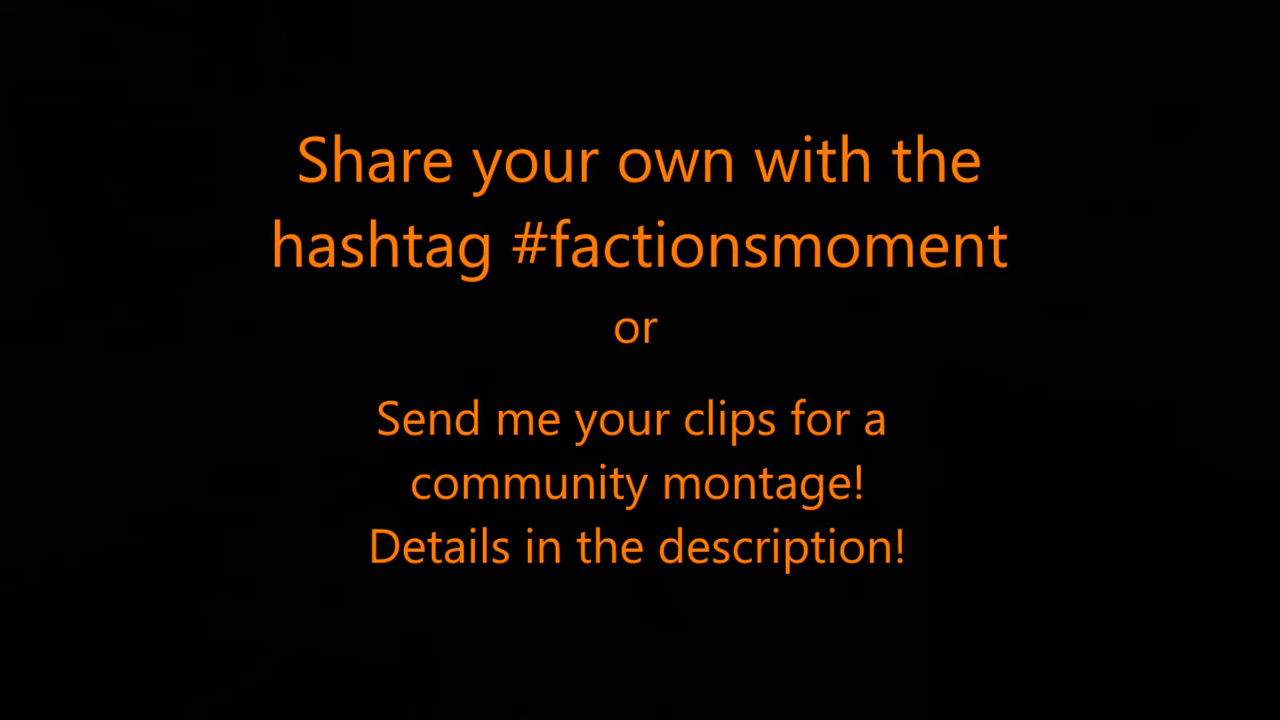 Share your own with the
hashtag #factionsmoment
or
Send me your clips for a
community montage!
Details in the description!